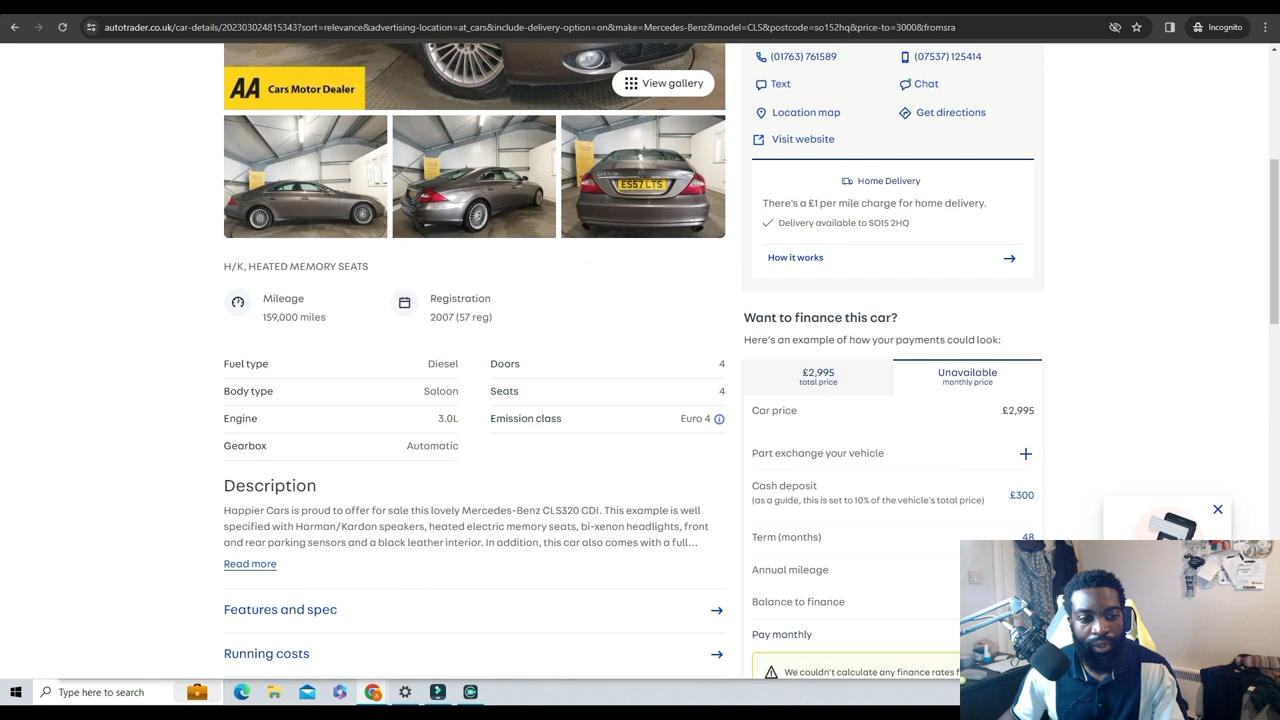 autotrader.co.uk/car-details/202303024815343?sort=relevance&advertising-location=at_cars&include-delivery-option=on&make=Mercedes-Benz&model=CLS&postcode=so152hq&price-to=3000&fromsra
Incognito
AA Cars Motor Dealer
View gallery
ES57LTS
H/K, HEATED MEMORY SEATS
Mileage
159,000 miles
Registration
2007 (57 reg)
Fuel type Diesel
Doors 4
Body type Saloon
Seats 4
Engine 3.0L
Emission class Euro 4
Gearbox Automatic
Description
Happier Cars is proud to offer for sale this lovely Mercedes-Benz CLS320 CDI. This example is well
specified with Harman/Kardon speakers, heated electric memory seats, bi-xenon headlights, front
and rear parking sensors and a black leather interior. In addition, this car also comes with a full...
Read more
Features and spec
Running costs
(01763) 761589
(07537) 125414
Text
Chat
Location map
Get directions
Visit website
Home Delivery
There's a £1 per mile charge for home delivery.
Delivery available to SO15 2HQ
How it works
Want to finance this car?
Here's an example of how your payments could look:
£2,995
total price
Unavailable
monthly price
Car price £2,995
Part exchange your vehicle
Cash deposit
(as a guide, this is set to 10% of the vehicle's total price)
£300
Term (months) 48
Annual mileage
Balance to finance
Pay monthly
We couldn't calculate any finance rates f
Type here to search